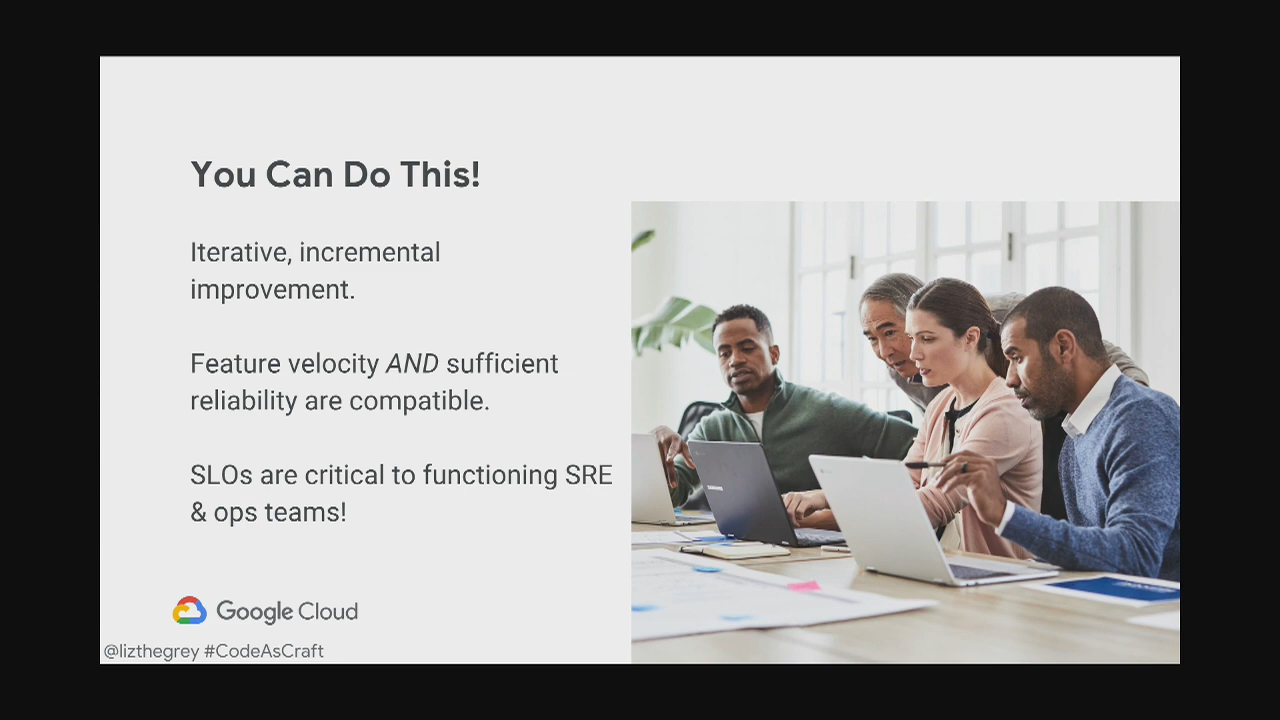 You Can Do This!
Iterative, incremental
improvement.
Feature velocity AND sufficient
reliability are compatible.
SLOs are critical to functioning SRE
& ops teams!
Google Cloud
@lizthegrey #CodeAsCraft
SAMSUNG